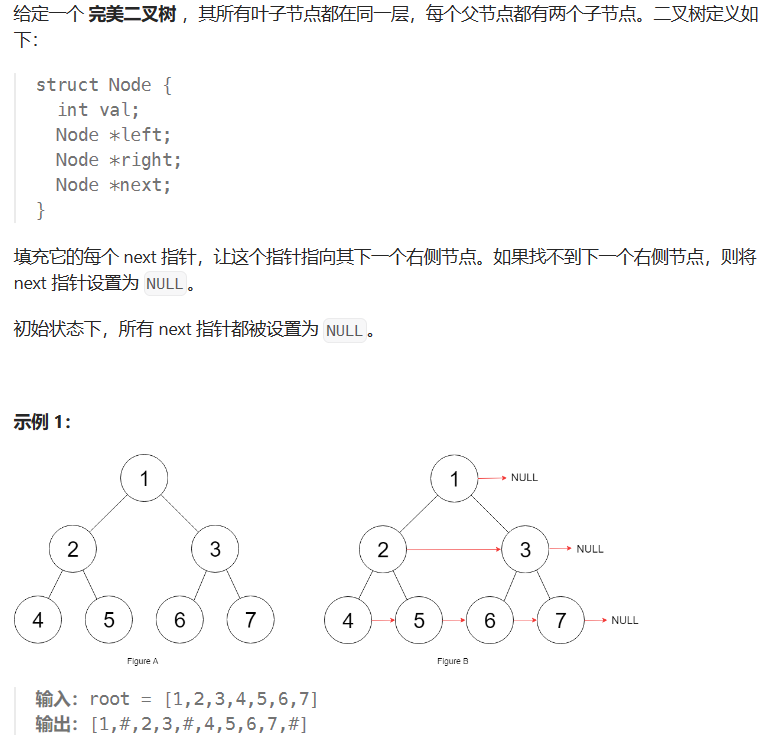 给定一个 完美二叉树 ，其所有叶子节点都在同一层，每个父节点都有两个子节点。二叉树定义如
下：
struct Node {
  int val;
  Node *left;
  Node *right;
  Node *next;
}
填充它的每个 next 指针，让这个指针指向其下一个右侧节点。如果找不到下一个右侧节点，则将
next 指针设置为 NULL。
初始状态下，所有 next 指针都被设置为 NULL。
示例 1：
1 1 NULL
2 3 2 3 NULL
4 5 6 7 4 5 6 7 NULL
Figure A Figure B
输入：root = [1,2,3,4,5,6,7]
输出：[1,#,2,3,#,4,5,6,7,#]